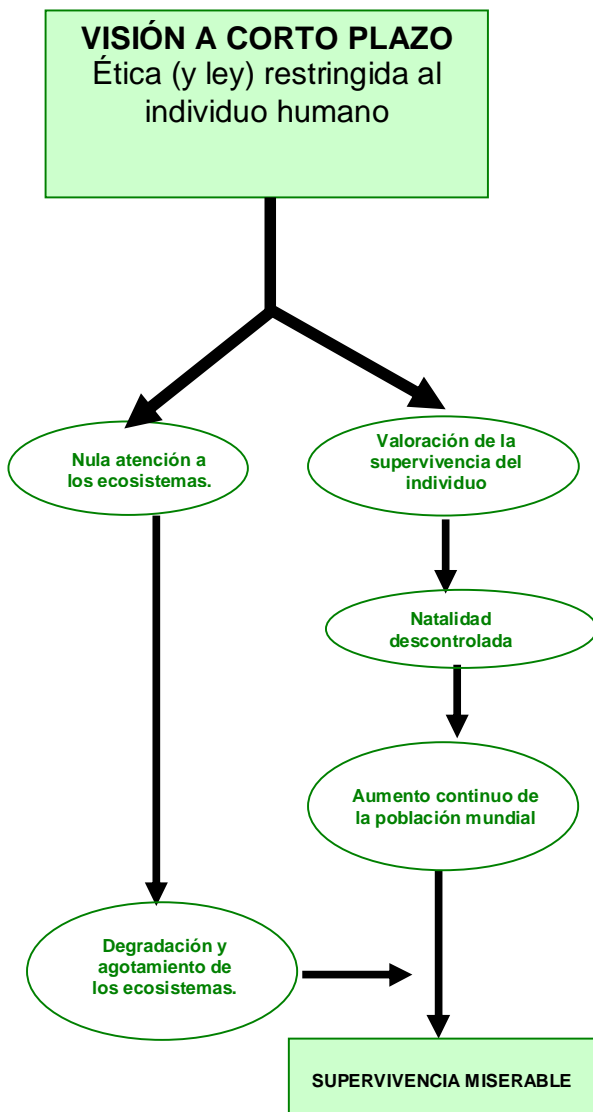 VISIÓN A CORTO PLAZO
Ética (y ley) restringida al
individuo humano
Nula atención a
los ecosistemas.
Valoración de la
supervivencia del
individuo
Natalidad
descontrolada
Aumento continuo de
la población mundial
Degradación y
agotamiento de
los ecosistemas.
SUPERVIVENCIA MISERABLE